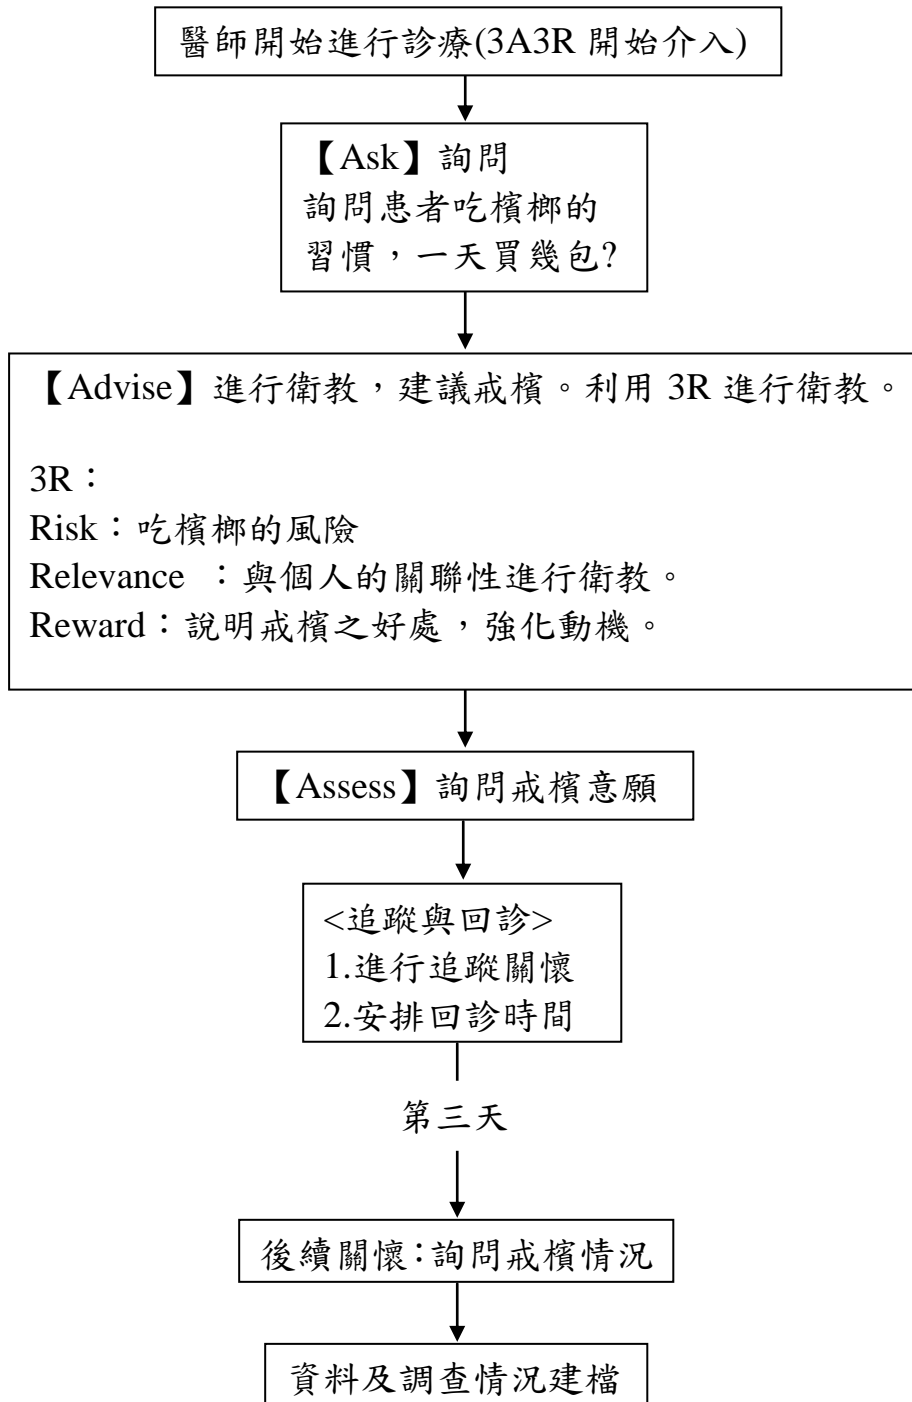 醫師開始進行診療(3A3R 開始介入)
【Ask】詢問
詢問患者吃檳榔的
習慣，一天買幾包?
【Advise】進行衛教，建議戒檳。利用 3R 進行衛教。
3R：
Risk：吃檳榔的風險
Relevance ：與個人的關聯性進行衛教。
Reward：說明戒檳之好處，強化動機。
【Assess】詢問戒檳意願
<追蹤與回診>
1.進行追蹤關懷
2.安排回診時間
第三天
後續關懷:詢問戒檳情況
資料及調查情況建檔